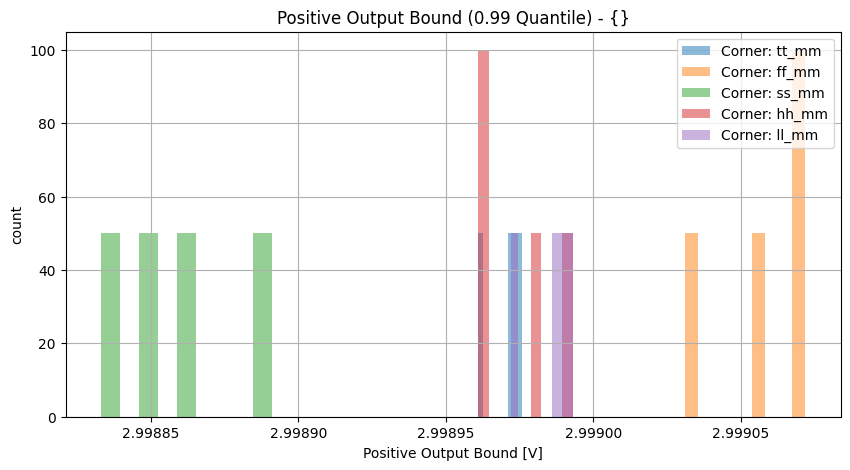 Positive Output Bound (0.99 Quantile) - {}
Corner: tt_mm
Corner: ff_mm
Corner: ss_mm
Corner: hh_mm
Corner: ll_mm
count
100
80
60
40
20
0
2.99885
2.99890
2.99895
2.99900
2.99905
Positive Output Bound [V]